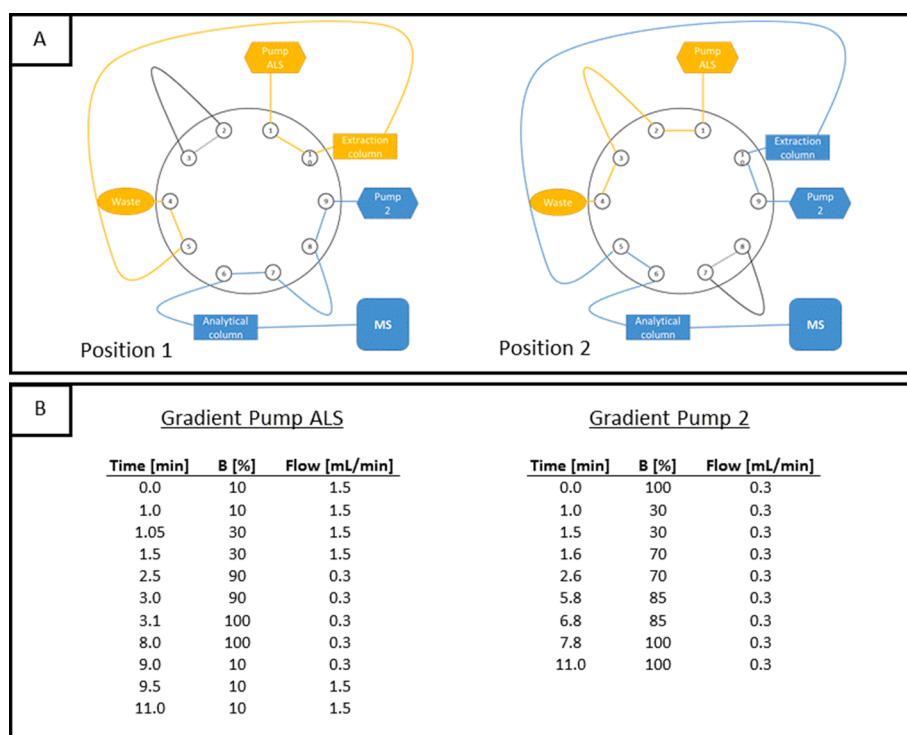 A
Pump
ALS
1
2
3
4
5
6
7
8
9
10
Extraction
column
Waste
Pump
2
Analytical
column
MS
Position 1
Pump
ALS
1
2
3
4
5
6
7
8
9
10
Extraction
column
Waste
Pump
2
Analytical
column
MS
Position 2
B
Gradient Pump ALS
Time [min] B [%] Flow [mL/min]
0.0 10 1.5
1.0 10 1.5
1.05 30 1.5
1.5 30 1.5
2.5 90 0.3
3.0 90 0.3
3.1 100 0.3
8.0 100 0.3
9.0 10 0.3
9.5 10 1.5
11.0 10 1.5
Gradient Pump 2
Time [min] B [%] Flow [mL/min]
0.0 100 0.3
1.0 30 0.3
1.5 30 0.3
1.6 70 0.3
2.6 70 0.3
5.8 85 0.3
6.8 85 0.3
7.8 100 0.3
11.0 100 0.3